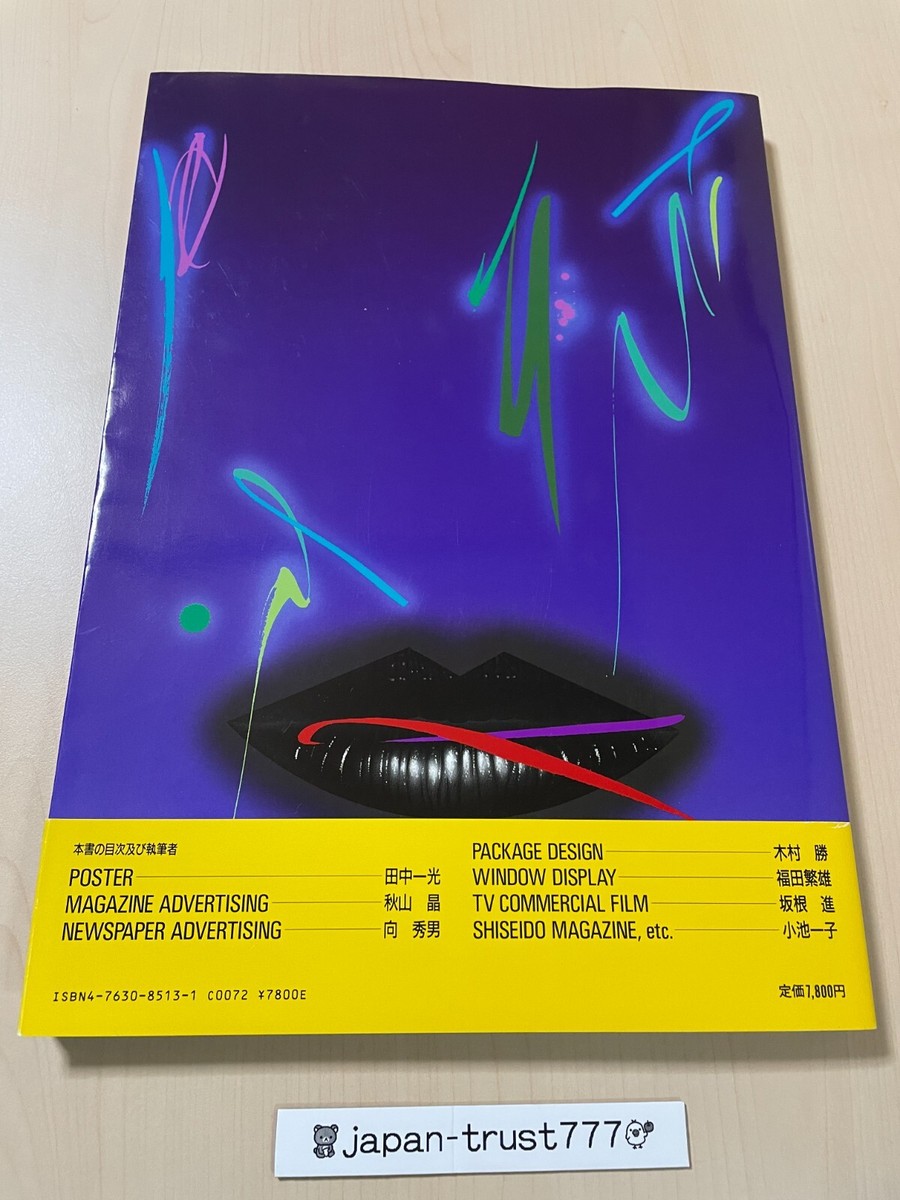 本書の目次及び執筆者
POSTER 田中一光
MAGAZINE ADVERTISING 秋山 晶
NEWSPAPER ADVERTISING 向 秀男
PACKAGE DESIGN 木村 勝
WINDOW DISPLAY 福田繁雄
TV COMMERCIAL FILM 坂根 進
SHISEIDO MAGAZINE, etc. 小池一子
ISBN4-7630-8513-1 C0072 ¥7800E
定価7,800円
japan-trust777